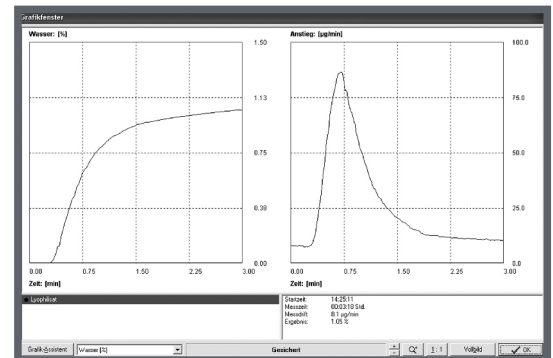 Grafikfenster
Wasser: [%]
Anstieg: [µg/min]
1.50
100.0
1.13
75.0
0.75
50.0
0.38
25.0
0.00
0.00
0.00 0.75 1.50 2.25 3.00
0.00 0.75 1.50 2.25 3.00
Zeit: [min]
Zeit: [min]
Lyophilisat
Startzeit: 14:25:11
Messzeit: 00:03:18 Std.
Messdrift: 8.1 µg/min
Ergebnis: 1.05 %
Grafik-Assistent
Wasser [%]
Gesichert
1 : 1
Vollbild
OK